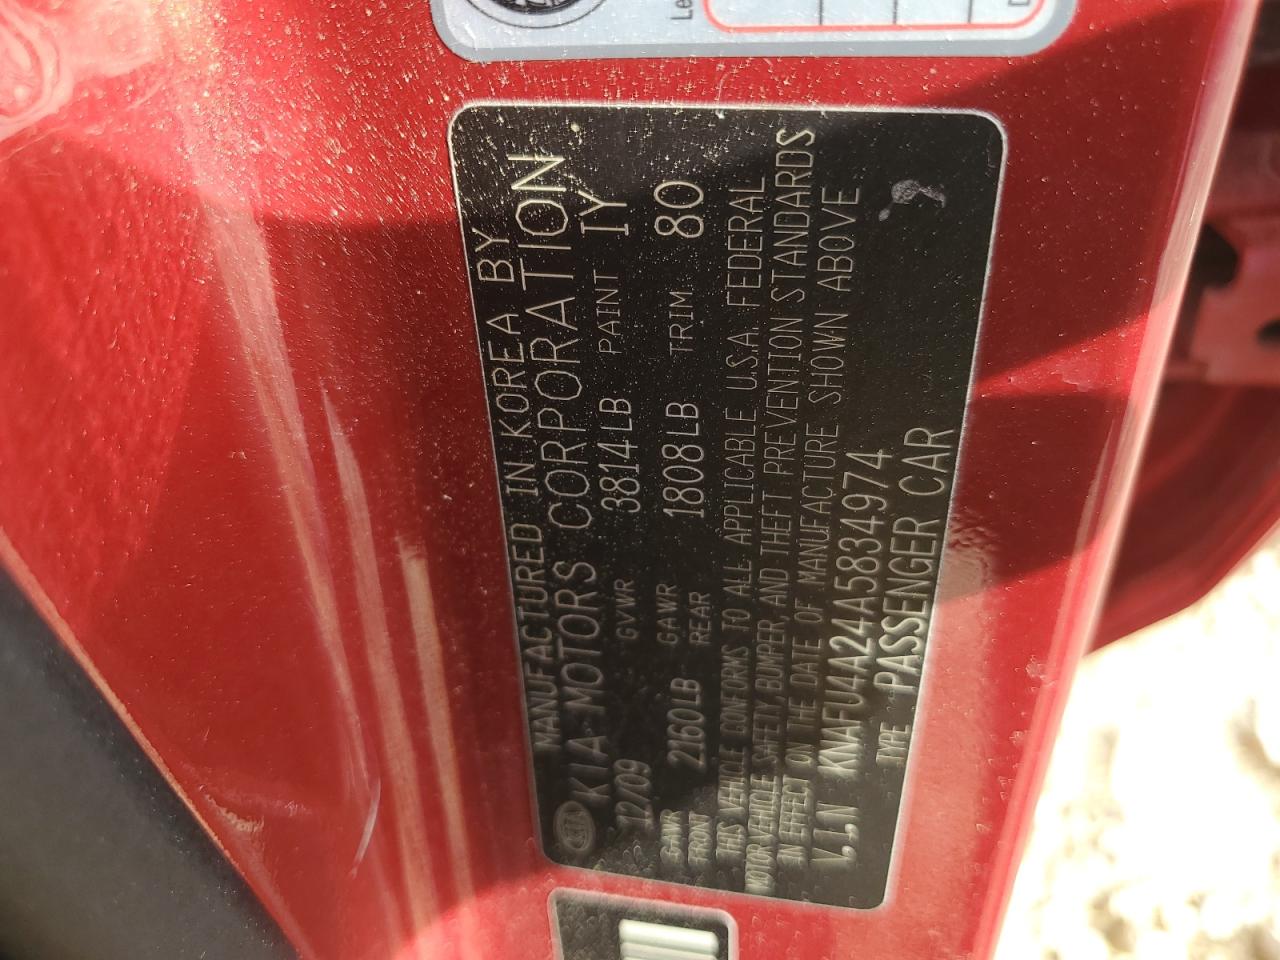 Le
D
MANUFACTURED IN KOREA BY
KIA MOTORS CORPORATION
12/09 GVWR 3814LB PAINT IY
GAWR FRONT 2160LB GAWR REAR 1808LB TRIM 80
THIS VEHICLE CONFORMS TO ALL APPLICABLE U.S.A. FEDERAL
MOTOR VEHICLE SAFETY, BUMPER, AND THEFT PREVENTION STANDARDS
IN EFFECT ON THE DATE OF MANUFACTURE SHOWN ABOVE
V.I.N KNAFU4A24A5834974
TYPE PASSENGER CAR